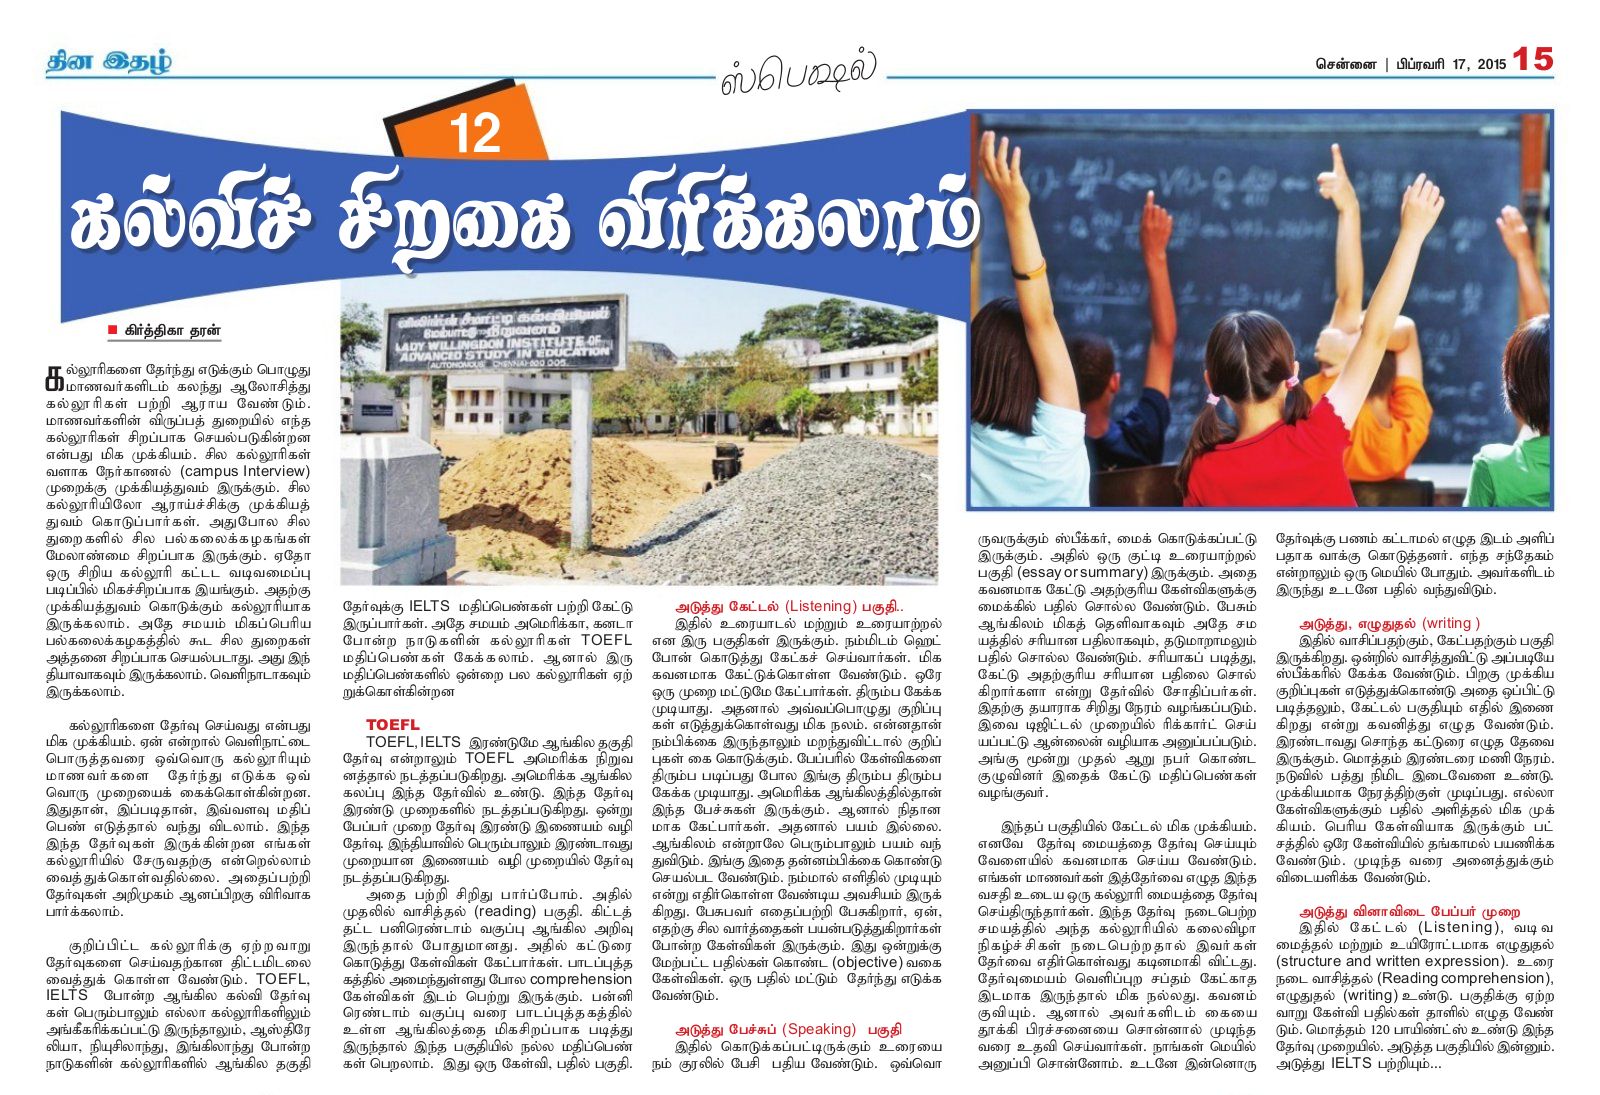 தின இதழ்
ஸ்பெஷல்
சென்னை | பிப்ரவரி 17, 2015 15
12
கல்விச் சிறகை விரிக்கலாம்
■ கிர்த்திகா தரன்
கல்லூரிகளை தேர்ந்து எடுக்கும் பொழுது
மாணவர்களிடம் கலந்து ஆலோசித்து
கல்லூரிகள் பற்றி ஆராய வேண்டும்.
மாணவர்களின் விருப்பத் துறையில் எந்த
கல்லூரிகள் சிறப்பாக செயல்படுகின்றன
என்பது மிக முக்கியம். சில கல்லூரிகள்
வளாக நேர்காணல் (campus Interview)
முறைக்கு முக்கியத்துவம் இருக்கும். சில
கல்லூரியிலோ ஆராய்ச்சிக்கு முக்கியத்
துவம் கொடுப்பார்கள். அதுபோல சில
துறைகளில் சில பல்கலைக்கழகங்கள்
மேலாண்மை சிறப்பாக இருக்கும். ஏதோ
ஒரு சிறிய கல்லூரி கட்டட வடிவமைப்பு
படிப்பில் மிகச்சிறப்பாக இயங்கும். அதற்கு
முக்கியத்துவம் கொடுக்கும் கல்லூரியாக
இருக்கலாம். அதே சமயம் மிகப்பெரிய
பல்கலைக்கழகத்தில் கூட சில துறைகள்
அத்தனை சிறப்பாக செயல்படாது. அது இந்
தியாவாகவும் இருக்கலாம். வெளிநாடாகவும்
இருக்கலாம்.
கல்லூரிகளை தேர்வு செய்வது என்பது
மிக முக்கியம். ஏன் என்றால் வெளிநாட்டை
பொருத்தவரை ஒவ்வொரு கல்லூரியும்
மாணவர்களை தேர்ந்து எடுக்க ஒவ்
வொரு முறையைக் கைக்கொள்கின்றன.
இதுதான், இப்படிதான், இவ்வளவு மதிப்
பெண் எடுத்தால் வந்து விடலாம். இந்த
இந்த தேர்வுகள் இருக்கின்றன எங்கள்
கல்லூரியில் சேருவதற்கு என்றெல்லாம்
வைத்துக்கொள்வதில்லை. அதைப்பற்றி
தேர்வுகள் அறிமுகம் ஆனப்பிறகு விரிவாக
பார்க்கலாம்.
குறிப்பிட்ட கல்லூரிக்கு ஏற்றவாறு
தேர்வுகளை செய்வதற்கான திட்டமிடலை
வைத்துக் கொள்ள வேண்டும். TOEFL,
IELTS போன்ற ஆங்கில கல்வி தேர்வு
கள் பெரும்பாலும் எல்லா கல்லூரிகளிலும்
அங்கீகரிக்கப்பட்டு இருந்தாலும், ஆஸ்திரே
லியா, நியுசிலாந்து, இங்கிலாந்து போன்ற
நாடுகளின் கல்லூரிகளில் ஆங்கில தகுதி
வில்லிங்டன் சீமாட்டி கல்வியியல்
மேம்பாட்டு நிறுவனம்
LADY WILLINGDON INSTITUTE OF
ADVANCED STUDY IN EDUCATION
(AUTONOMOUS) CHENNAI-600 005.
தேர்வுக்கு IELTS மதிப்பெண்கள் பற்றி கேட்டு
இருப்பார்கள். அதே சமயம் அமெரிக்கா, கனடா
போன்ற நாடுகளின் கல்லூரிகள் TOEFL
மதிப்பெண்கள் கேக்கலாம். ஆனால் இரு
மதிப்பெண்களில் ஒன்றை பல கல்லூரிகள் ஏற்
றுக்கொள்கின்றன
TOEFL
TOEFL, IELTS இரண்டுமே ஆங்கில தகுதி
தேர்வு என்றாலும் TOEFL அமெரிக்க நிறுவ
னத்தால் நடத்தப்படுகிறது. அமெரிக்க ஆங்கில
கலப்பு இந்த தேர்வில் உண்டு. இந்த தேர்வு
இரண்டு முறைகளில் நடத்தப்படுகிறது. ஒன்று
பேப்பர் முறை தேர்வு இரண்டு இணையம் வழி
தேர்வு. இந்தியாவில் பெரும்பாலும் இரண்டாவது
முறையான இணையம் வழி முறையில் தேர்வு
நடத்தப்படுகிறது.
அதை பற்றி சிறிது பார்ப்போம். அதில்
முதலில் வாசித்தல் (reading) பகுதி. கிட்டத்
தட்ட பனிரெண்டாம் வகுப்பு ஆங்கில அறிவு
இருந்தால் போதுமானது. அதில் கட்டுரை
கொடுத்து கேள்விகள் கேட்பார்கள். பாடப்புத்த
கத்தில் அமைந்துள்ளது போல comprehension
கேள்விகள் இடம் பெற்று இருக்கும். பன்னி
ரெண்டாம் வகுப்பு வரை பாடப்புத்தகத்தில்
உள்ள ஆங்கிலத்தை மிகசிறப்பாக படித்து
இருந்தால் இந்த பகுதியில் நல்ல மதிப்பெண்
கள் பெறலாம். இது ஒரு கேள்வி, பதில் பகுதி.
அடுத்து கேட்டல் (Listening) பகுதி..
இதில் உரையாடல் மற்றும் உரையாற்றல்
என இரு பகுதிகள் இருக்கும். நம்மிடம் ஹெட்
போன் கொடுத்து கேட்கச் செய்வார்கள். மிக
கவனமாக கேட்டுக்கொள்ள வேண்டும். ஒரே
ஒரு முறை மட்டுமே கேட்பார்கள். திரும்ப கேக்க
முடியாது. அதனால் அவ்வப்பொழுது குறிப்பு
கள் எடுத்துக்கொள்வது மிக நலம். என்னதான்
நம்பிக்கை இருந்தாலும் மறந்துவிட்டால் குறிப்
புகள் கை கொடுக்கும். பேப்பரில் கேள்விகளை
திரும்ப படிப்பது போல இங்கு திரும்ப திரும்ப
கேக்க முடியாது. அமெரிக்க ஆங்கிலத்தில்தான்
இந்த பேச்சுகள் இருக்கும். ஆனால் நிதான
மாக கேட்பார்கள். அதனால் பயம் இல்லை.
ஆங்கிலம் என்றாலே பெரும்பாலும் பயம் வந்
துவிடும். இங்கு இதை தன்னம்பிக்கை கொண்டு
செயல்பட வேண்டும். நம்மால் எளிதில் முடியும்
என்று எதிர்கொள்ள வேண்டிய அவசியம் இருக்
கிறது. பேசுபவர் எதைப்பற்றி பேசுகிறார், ஏன்,
எதற்கு சில வார்த்தைகள் பயன்படுத்துகிறார்கள்
போன்ற கேள்விகள் இருக்கும். இது ஒன்றுக்கு
மேற்பட்ட பதில்கள் கொண்ட (objective) வகை
கேள்விகள். ஒரு பதில் மட்டும் தேர்ந்து எடுக்க
வேண்டும்.
அடுத்து பேச்சுப் (Speaking) பகுதி
இதில் கொடுக்கப்பட்டிருக்கும் உரையை
நம் குரலில் பேசி பதிய வேண்டும். ஒவ்வொ
ருவருகும் ஸ்பீக்கர், மைக் கொடுக்கப்பட்டு
இருக்கும். அதில் ஒரு குட்டி உரையாற்றல்
பகுதி (essay or summary) இருக்கும். அதை
கவனமாக கேட்டு அதற்குரிய கேள்விகளுக்கு
மைக்கில் பதில் சொல்ல வேண்டும். பேசும்
ஆங்கிலம் மிகத் தெளிவாகவும் அதே சம
யத்தில் சரியான பதிலாகவும், தடுமாறாமலும்
பதில் சொல்ல வேண்டும். சரியாகப் படித்து,
கேட்டு அதற்குரிய சரியான பதிலை சொல்
கிறார்களா என்று தேர்வில் சோதிப்பர்கள்.
இதற்கு தயாராக சிறிது நேரம் வழங்கப்படும்.
இவை டிஜிட்டல் முறையில் ரிக்கார்ட் செய்
யப்பட்டு ஆன்லைன் வழியாக அனுப்பப்படும்.
அங்கு மூன்று முதல் ஆறு நபர் கொண்ட
குழுவினர் இதைக் கேட்டு மதிப்பெண்கள்
வழங்குவர்.
இந்தப் பகுதியில் கேட்டல் மிக முக்கியம்.
எனவே தேர்வு மையத்தை தேர்வு செய்யும்
வேளையில் கவனமாக செய்ய வேண்டும்.
எங்கள் மாணவர்கள் இத்தேர்வை எழுத இந்த
வசதி உடைய ஒரு கல்லூரி மையத்தை தேர்வு
செய்திருந்தார்கள். இந்த தேர்வு நடைபெற்ற
சமயத்தில் அந்த கல்லூரியில் கலைவிழா
நிகழ்ச்சிகள் நடைபெற்றதால் இவர்கள்
தேர்வை எதிர்கொள்வது கடினமாகி விட்டது.
தேர்வுமையம் வெளிப்புற சப்தம் கேட்காத
இடமாக இருந்தால் மிக நல்லது. கவனம்
குவியும். ஆனால் அவர்களிடம் கையை
தூக்கி பிரச்சனையை சொன்னால் முடிந்த
வரை உதவி செய்வார்கள். நாங்கள் மெயில்
அனுப்பி சொன்னோம். உடனே இன்னொரு
தேர்வுக்கு பணம் கட்டாமல் எழுத இடம் அளிப்
பதாக வாக்கு கொடுத்தனர். எந்த சந்தேகம்
என்றாலும் ஒரு மெயில் போதும். அவர்களிடம்
இருந்து உடனே பதில் வந்துவிடும்.
அடுத்து, எழுதுதல் (writing )
இதில் வாசிப்பதற்கும், கேட்பதற்கும் பகுதி
இருக்கிறது. ஒன்றில் வாசித்துவிட்டு அப்படியே
ஸ்பீக்கரில் கேக்க வேண்டும். பிறகு முக்கிய
குறிப்புகள் எடுத்துக்கொண்டு அதை ஒப்பிட்டு
படித்தலும், கேட்டல் பகுதியும் எதில் இணை
கிறது என்று கவனித்து எழுத வேண்டும்.
இரண்டாவது சொந்த கட்டுரை எழுத தேவை
இருக்கும். மொத்தம் இரண்டரை மணி நேரம்.
நடுவில் பத்து நிமிட இடைவேளை உண்டு.
முக்கியமாக நேரத்திற்குள் முடிப்பது. எல்லா
கேள்விகளுக்கும் பதில் அளித்தல் மிக முக்
கியம். பெரிய கேள்வியாக இருக்கும் பட்
சத்தில் ஒரே கேள்வியில் தங்காமல் பயணிக்க
வேண்டும். முடிந்த வரை அனைத்துக்கும்
விடையளிக்க வேண்டும்.
அடுத்து வினாவிடை பேப்பர் முறை
இதில் கேட்டல் (Listening), வடிவ
மைத்தல் மற்றும் உயிரோட்டமாக எழுதுதல்
(structure and written expression). உரை
நடை வாசித்தல் (Reading comprehension),
எழுதுதல் (writing) உண்டு. பகுதிக்கு ஏற்ற
வாறு கேள்வி பதில்கள் தாளில் எழுத வேண்
டும். மொத்தம் 120 பாயிண்ட்ஸ் உண்டு இந்த
தேர்வு முறையில். அடுத்த பகுதியில் இன்னும்.
அடுத்து IELTS பற்றியும்...